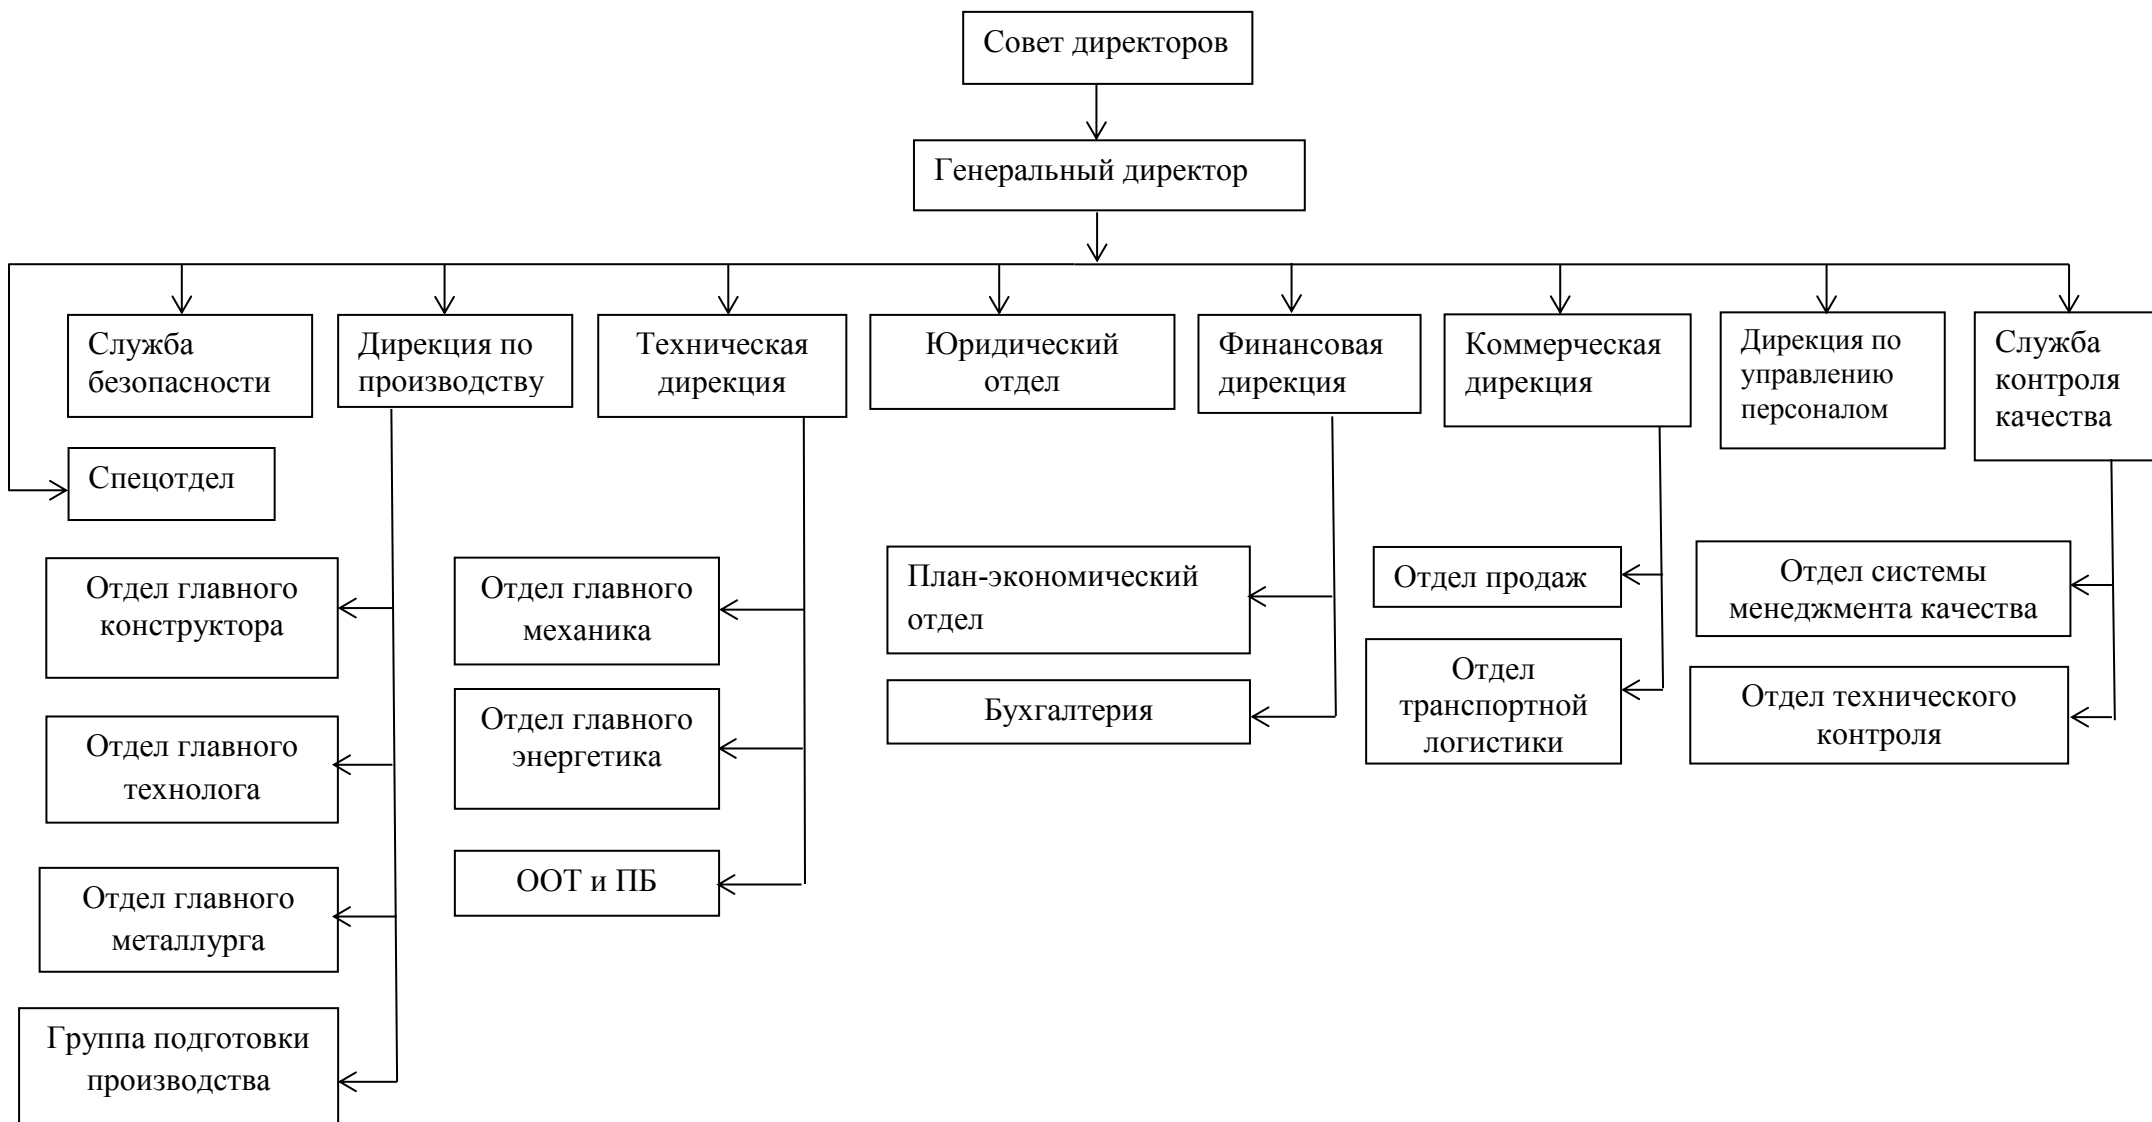 Совет директоров
Генеральный директор
Служба
безопасности
Дирекция по
производству
Техническая
дирекция
Юридический
отдел
Финансовая
дирекция
Коммерческая
дирекция
Дирекция по
управлению
персоналом
Служба
контроля
качества
Спецотдел
Отдел главного
конструктора
Отдел главного
технолога
Отдел главного
металлурга
Группа подготовки
производства
Отдел главного
механика
Отдел главного
энергетика
ООТ и ПБ
План-экономический
отдел
Бухгалтерия
Отдел продаж
Отдел
транспортной
логистики
Отдел системы
менеджмента качества
Отдел технического
контроля